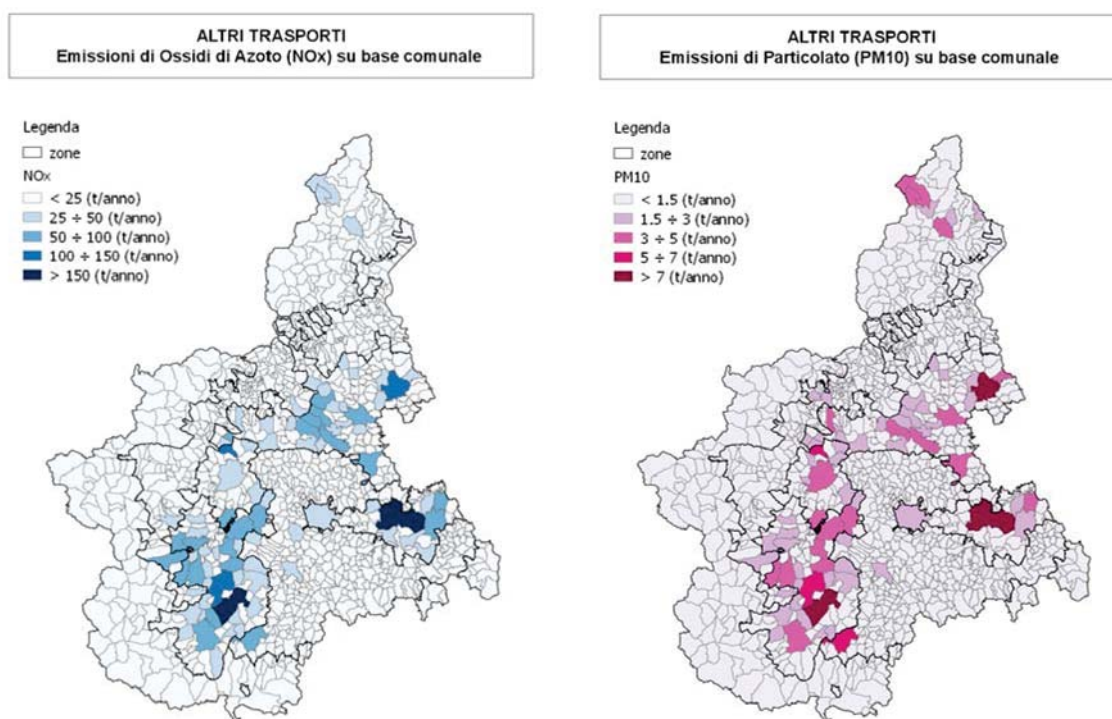 ALTRI TRASPORTI
Emissioni di Ossidi di Azoto (NOx) su base comunale
Legenda
zone
NOx
< 25 (t/anno)
25 ÷ 50 (t/anno)
50 ÷ 100 (t/anno)
100 ÷ 150 (t/anno)
> 150 (t/anno)
ALTRI TRASPORTI
Emissioni di Particolato (PM10) su base comunale
Legenda
zone
PM10
< 1.5 (t/anno)
1.5 ÷ 3 (t/anno)
3 ÷ 5 (t/anno)
5 ÷ 7 (t/anno)
> 7 (t/anno)